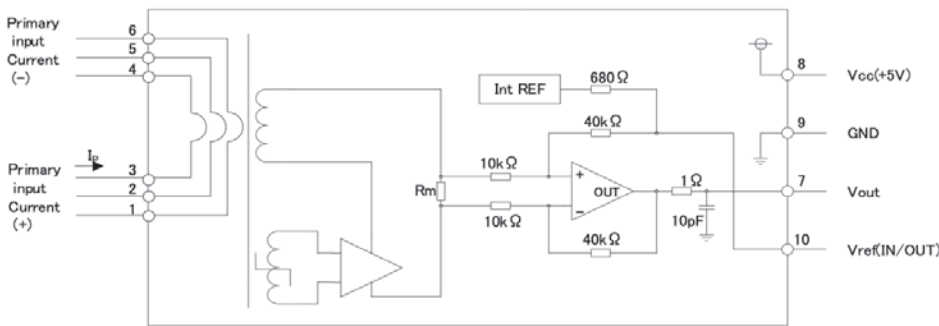 Primary
input
Current
(-)
6
5
4
IP
Primary
input
Current
(+)
3
2
1
Int REF
680Ω
40kΩ
10kΩ
Rm
+
OUT
-
10kΩ
40kΩ
1Ω
10pF
8
Vcc(+5V)
9
GND
7
Vout
10
Vref(IN/OUT)